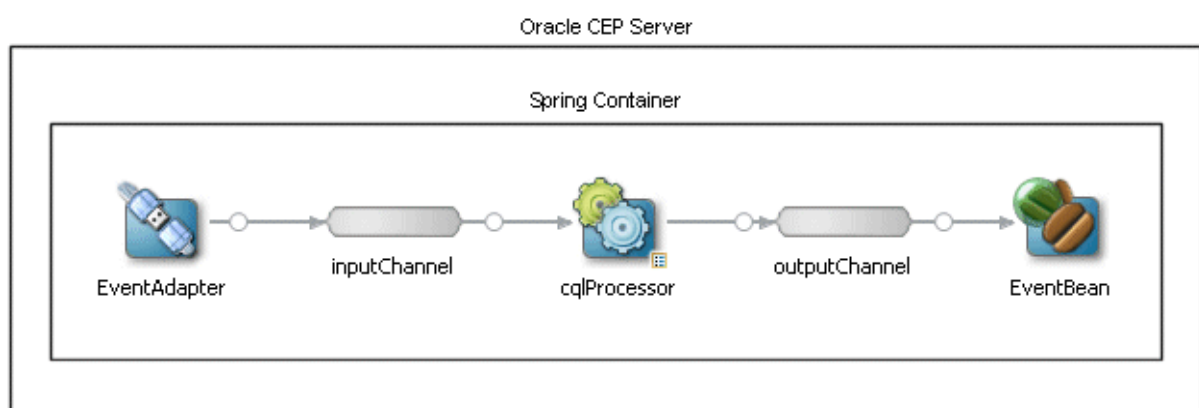 Oracle CEP Server
Spring Container
EventAdapter
inputChannel
cqlProcessor
outputChannel
EventBean